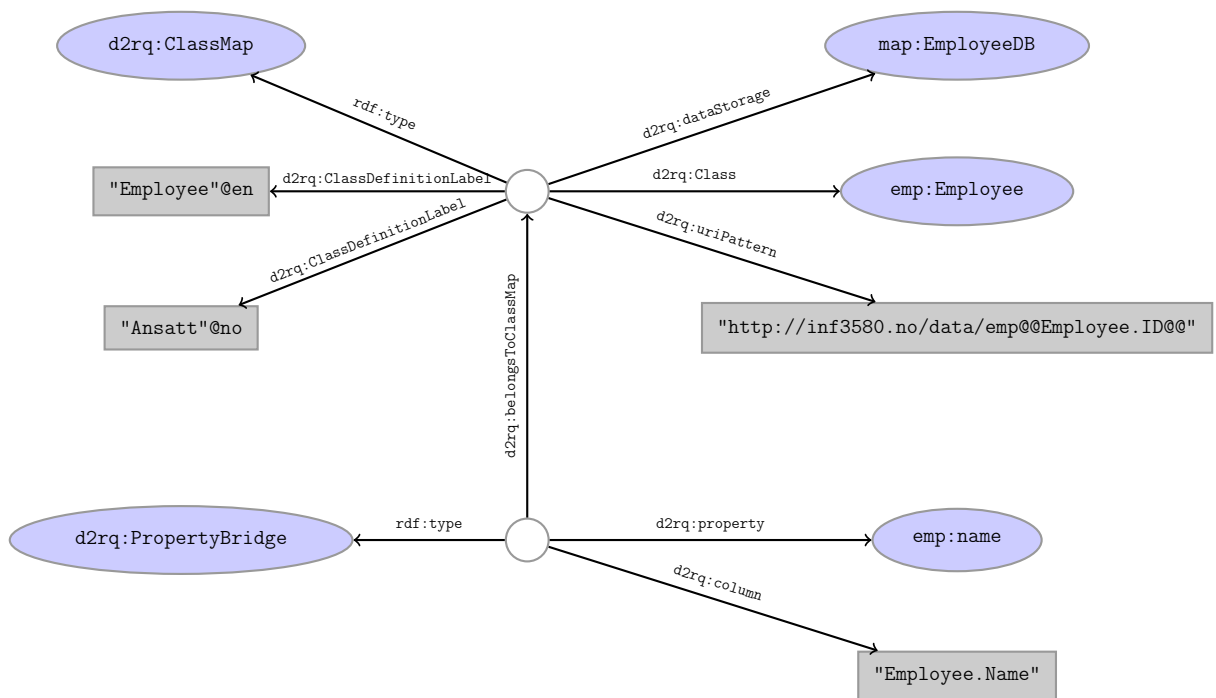 d2rq:ClassMap
map:EmployeeDB
rdf:type
d2rq:dataStorage
"Employee"@en
d2rq:ClassDefinitionLabel
d2rq:Class
emp:Employee
d2rq:ClassDefinitionLabel
d2rq:uriPattern
"Ansatt"@no
"http://inf3580.no/data/emp@@Employee.ID@@"
d2rq:belongsToClassMap
d2rq:PropertyBridge
rdf:type
d2rq:property
emp:name
d2rq:column
"Employee.Name"